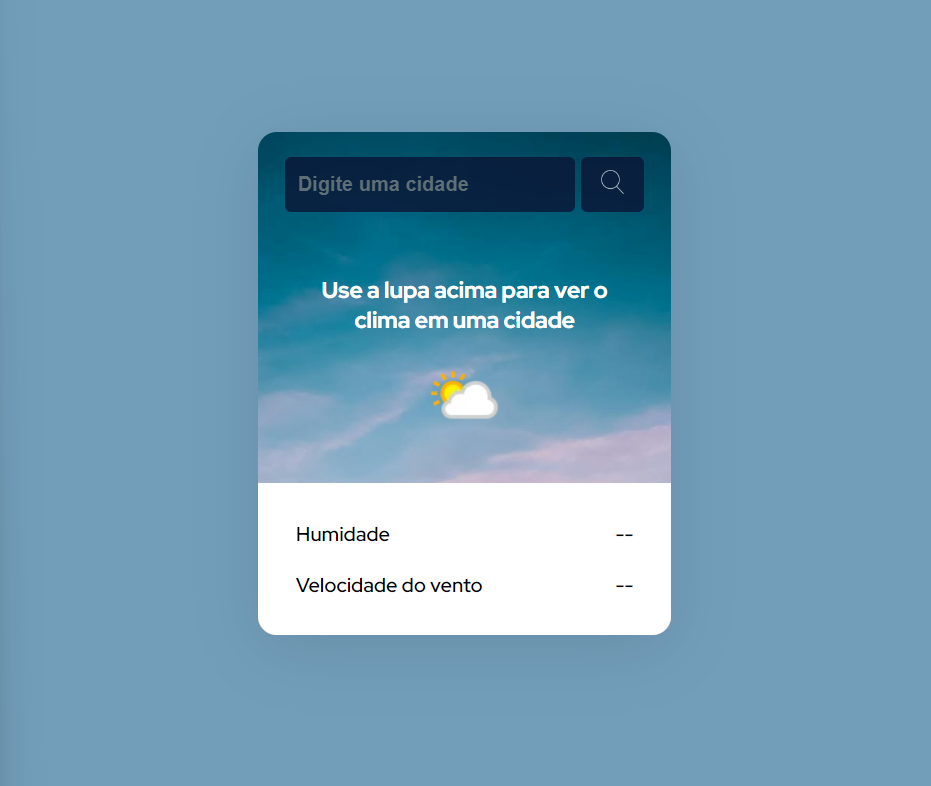 Digite uma cidade
Use a lupa acima para ver o
clima em uma cidade
Humidade --
Velocidade do vento --